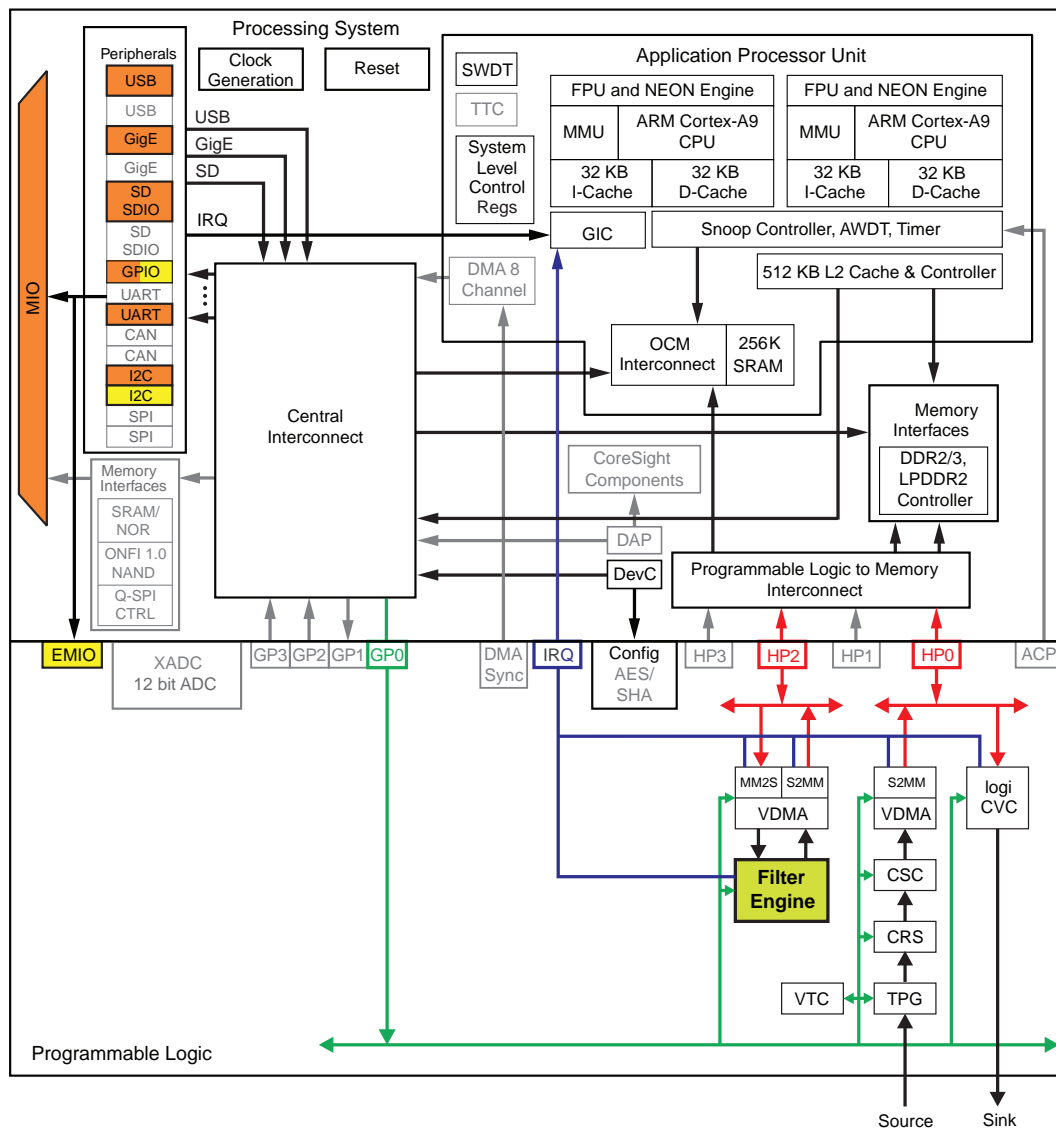 Processing System
Peripherals
USB
USB
GigE
GigE
SD
SDIO
SD
SDIO
GPIO
UART
UART
CAN
CAN
I2C
I2C
SPI
SPI
MIO
Clock
Generation
Reset
USB
GigE
SD
IRQ
Application Processor Unit
SWDT
TTC
System
Level
Control
Regs
FPU and NEON Engine
MMU
ARM Cortex-A9
CPU
32 KB
I-Cache
32 KB
D-Cache
FPU and NEON Engine
MMU
ARM Cortex-A9
CPU
32 KB
I-Cache
32 KB
D-Cache
GIC
Snoop Controller, AWDT, Timer
DMA 8
Channel
512 KB L2 Cache & Controller
OCM
Interconnect
256K
SRAM
Central
Interconnect
Memory
Interfaces
DDR2/3,
LPDDR2
Controller
Memory
Interfaces
SRAM/
NOR
ONFI 1.0
NAND
Q-SPI
CTRL
CoreSight
Components
DAP
DevC
Programmable Logic to Memory
Interconnect
EMIO
XADC
12 bit ADC
GP3
GP2
GP1
GP0
DMA
Sync
IRQ
Config
AES/
SHA
HP3
HP2
HP1
HP0
ACP
MM2S
S2MM
VDMA
S2MM
VDMA
logi
CVC
Filter
Engine
CSC
CRS
VTC
TPG
Programmable Logic
Source
Sink